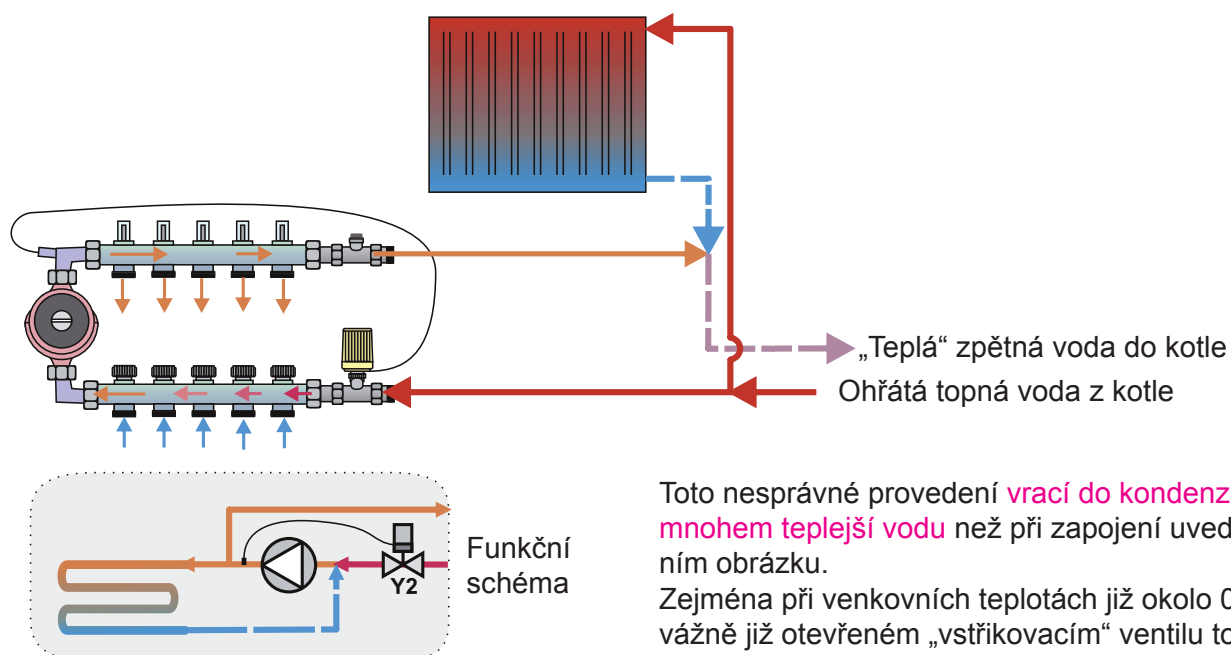 „Teplá“ zpětná voda do kotle
Ohřátá topná voda z kotle
Funkční
schéma
Y2
Toto nesprávné provedení vrací do kondenz
mnohem teplejší vodu než při zapojení uved
ním obrázku.
Zejména při venkovních teplotách již okolo 0
vážně již otevřeném „vstřikovacím“ ventilu to